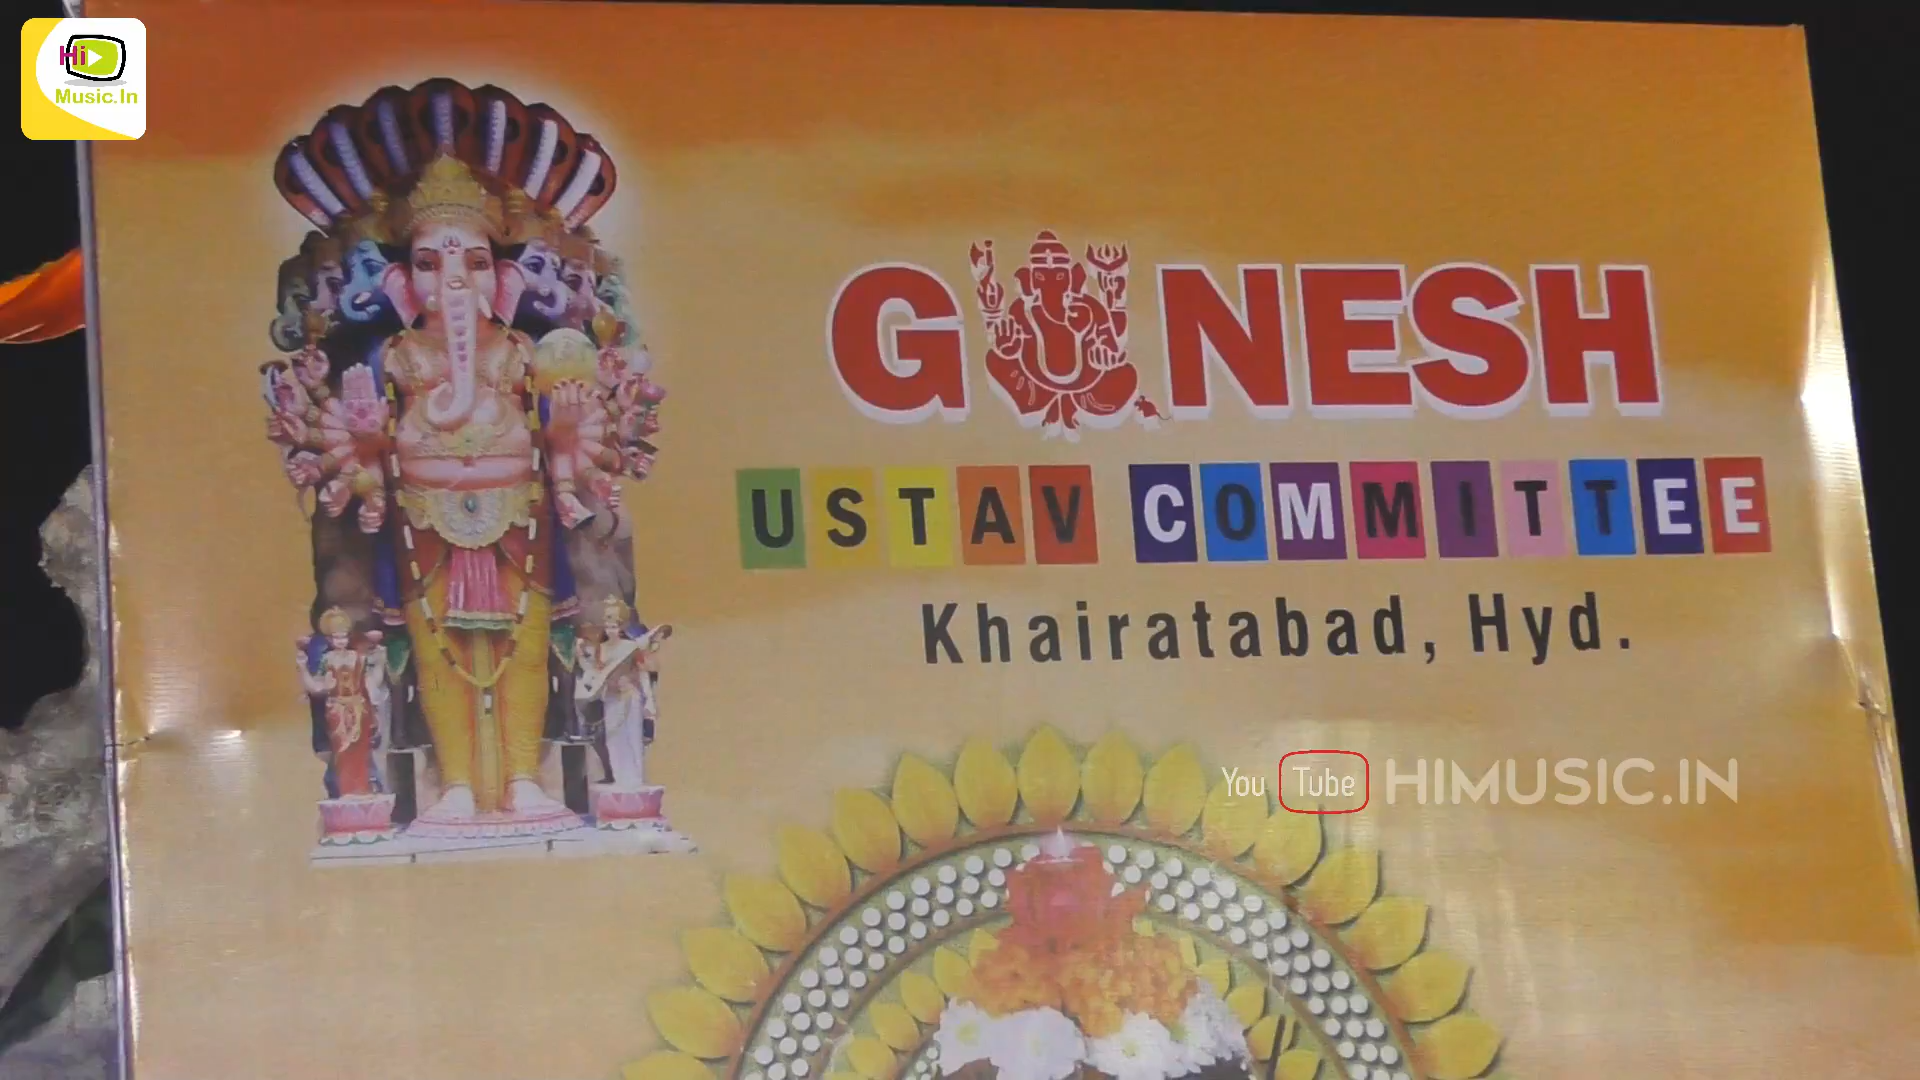 Hi
Music.In
GANESH
USTAV COMMITTEE
Khairatabad, Hyd.
You Tube HIMUSIC.IN